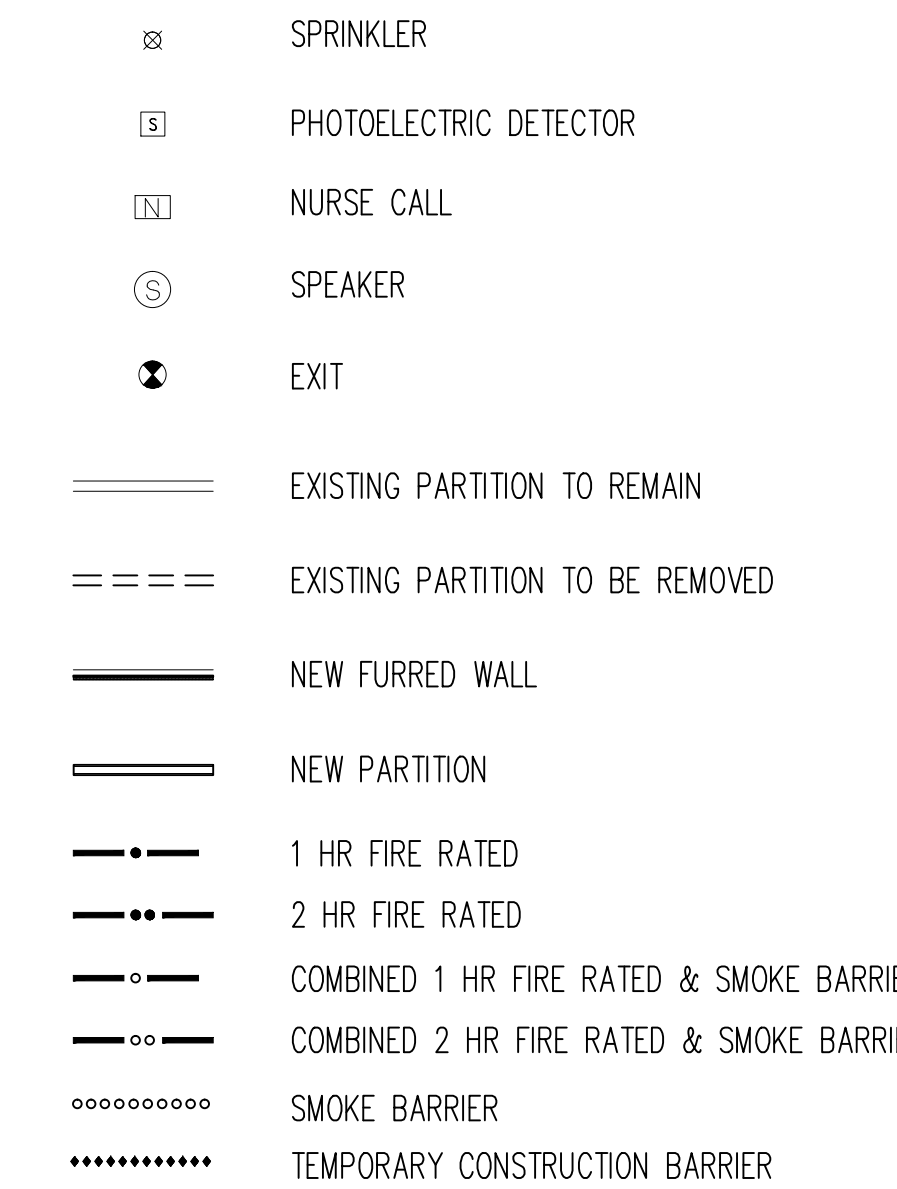 SPRINKLER
S PHOTOELECTRIC DETECTOR
N NURSE CALL
S SPEAKER
EXIT
EXISTING PARTITION TO REMAIN
EXISTING PARTITION TO BE REMOVED
NEW FURRED WALL
NEW PARTITION
1 HR FIRE RATED
2 HR FIRE RATED
COMBINED 1 HR FIRE RATED & SMOKE BARRIE
COMBINED 2 HR FIRE RATED & SMOKE BARRI
SMOKE BARRIER
TEMPORARY CONSTRUCTION BARRIER